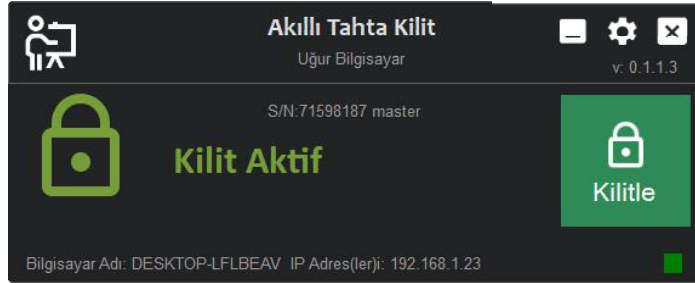 Akıllı Tahta Kilit
Uğur Bilgisayar
v: 0.1.1.3
S/N:71598187 master
Kilit Aktif
Kilitle
Bilgisayar Adı: DESKTOP-LFLBEAV IP Adres(ler)i: 192.168.1.23